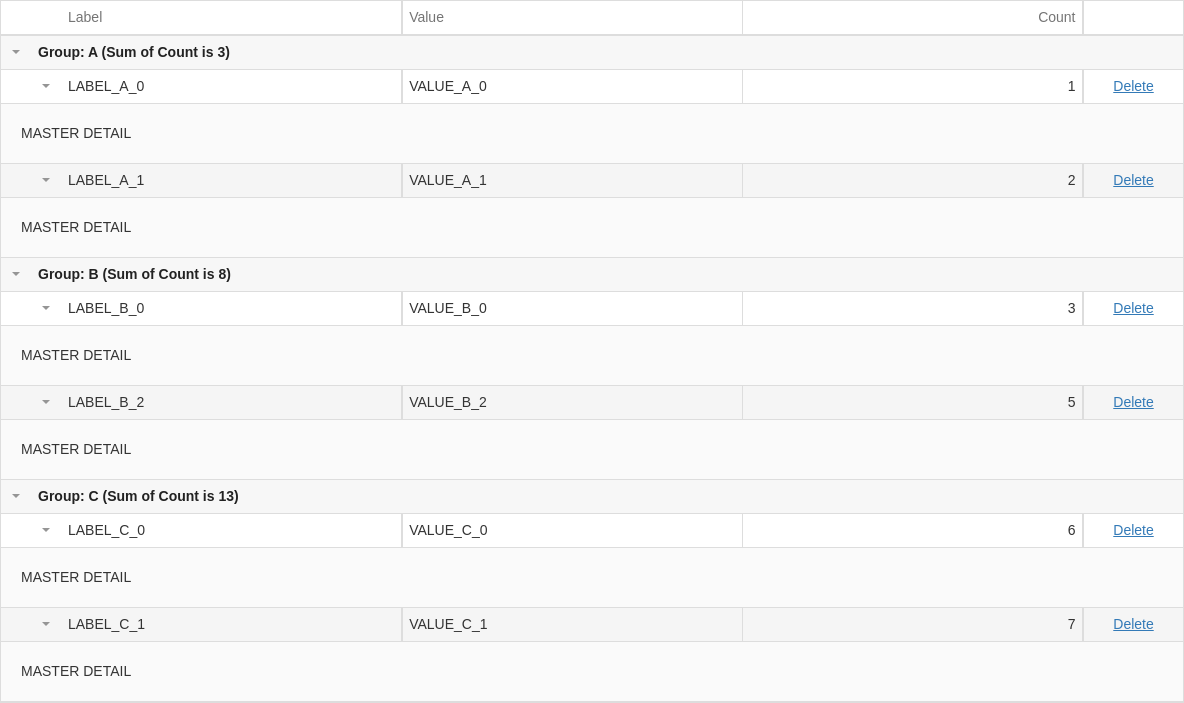 Label Value Count
Group: A (Sum of Count is 3)
LABEL_A_0 VALUE_A_0 1 Delete
MASTER DETAIL
LABEL_A_1 VALUE_A_1 2 Delete
MASTER DETAIL
Group: B (Sum of Count is 8)
LABEL_B_0 VALUE_B_0 3 Delete
MASTER DETAIL
LABEL_B_2 VALUE_B_2 5 Delete
MASTER DETAIL
Group: C (Sum of Count is 13)
LABEL_C_0 VALUE_C_0 6 Delete
MASTER DETAIL
LABEL_C_1 VALUE_C_1 7 Delete
MASTER DETAIL